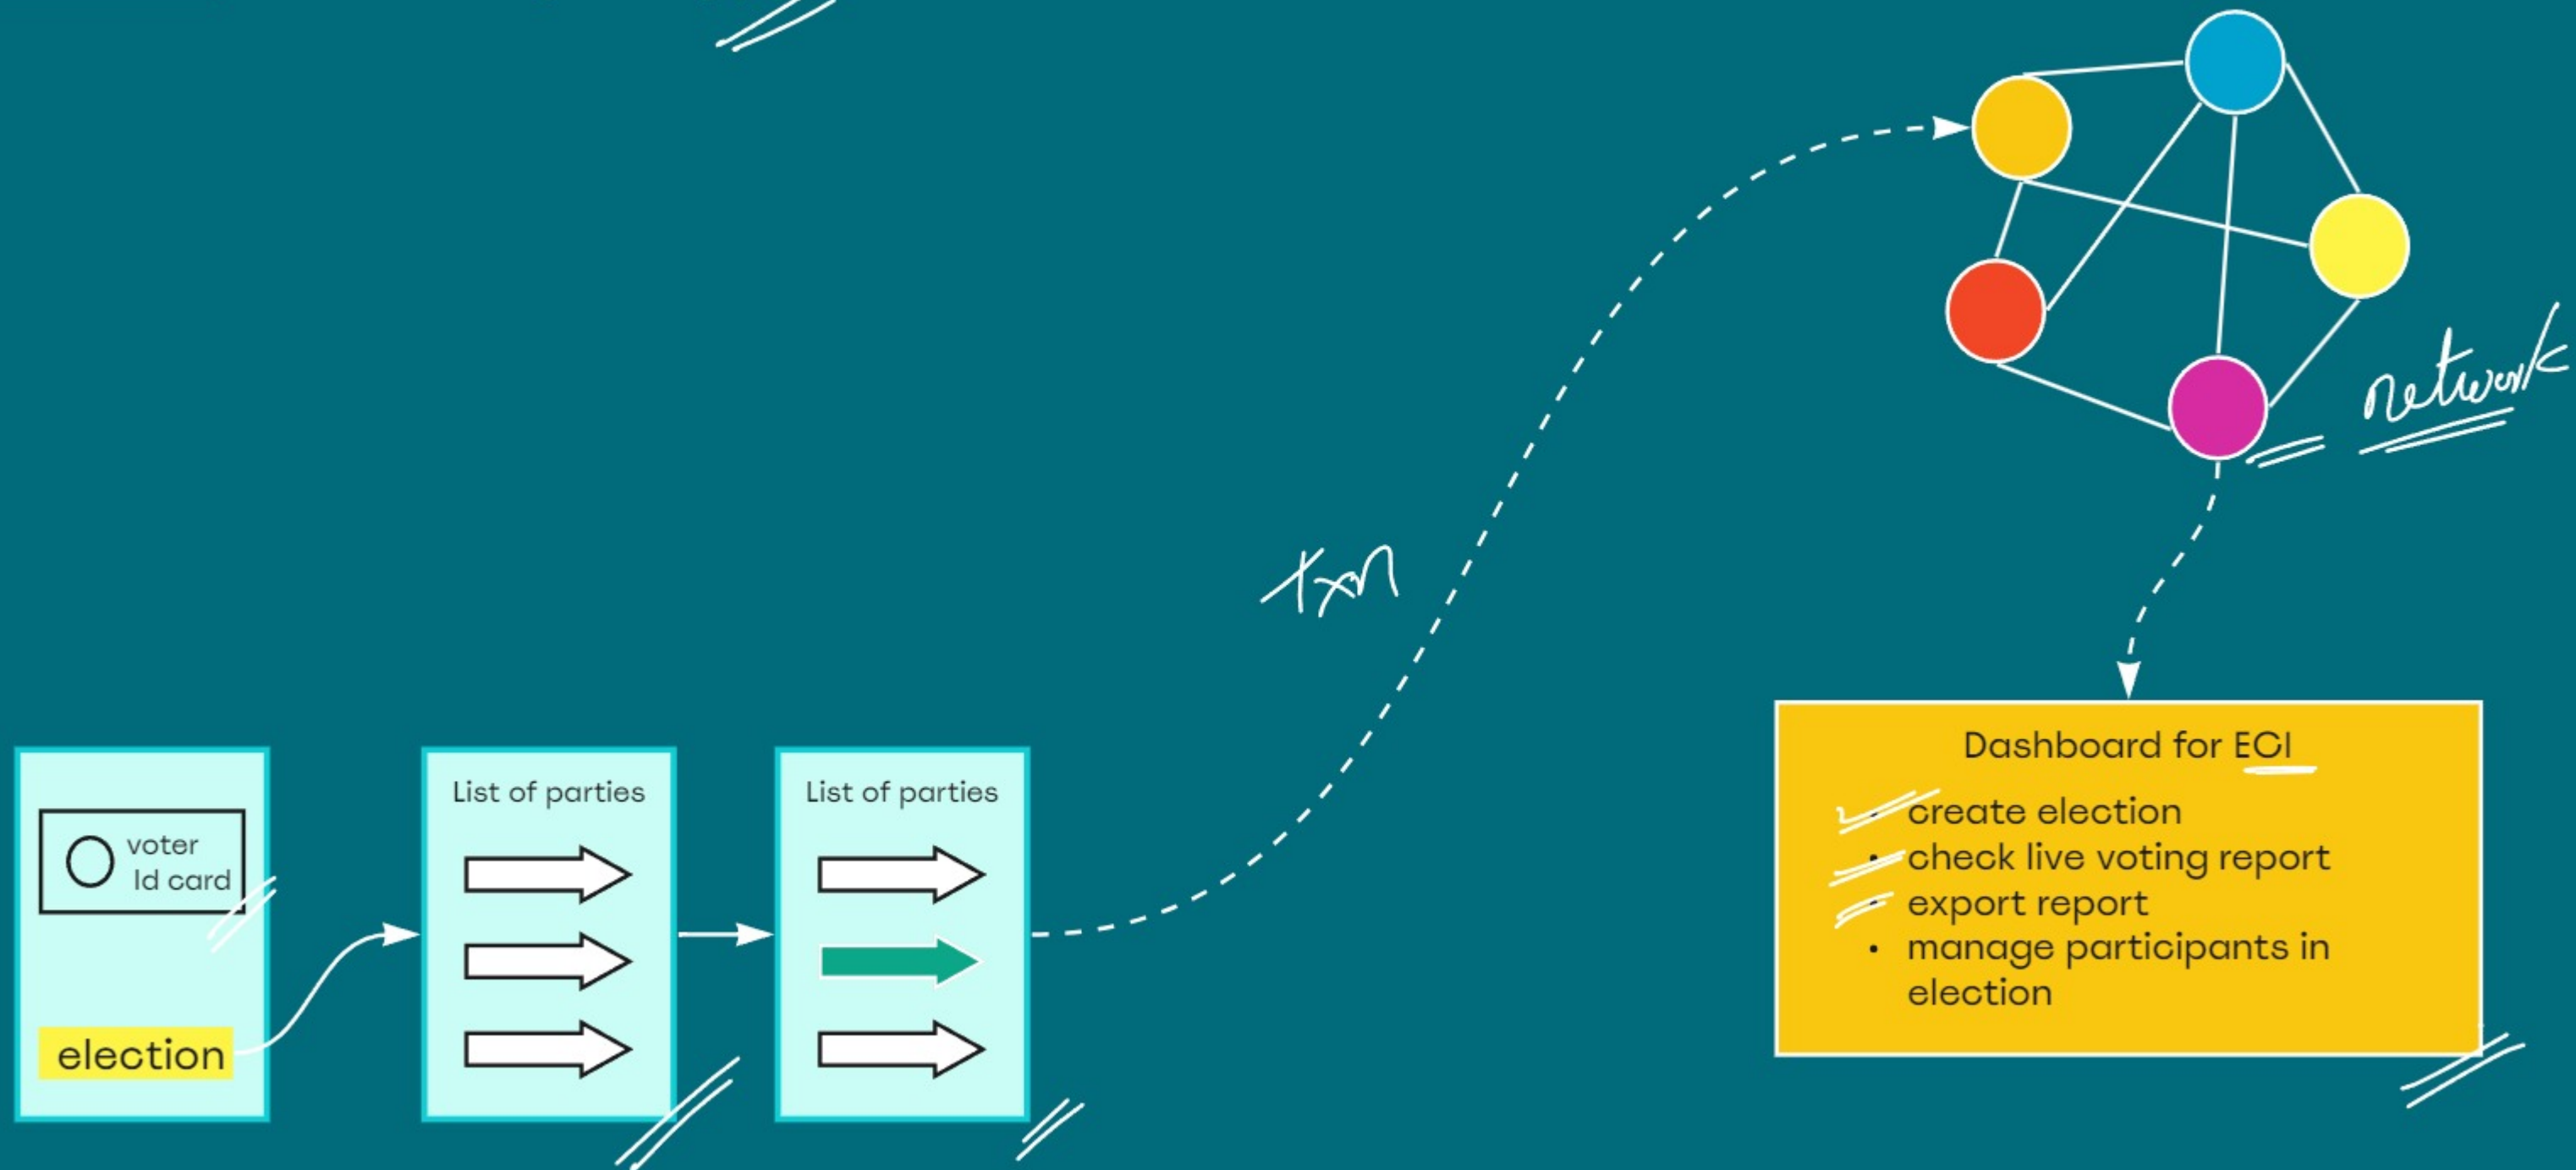 network
txn
voter
Id card
election
List of parties
List of parties
Dashboard for ECI
create election
check live voting report
export report
manage participants in
election